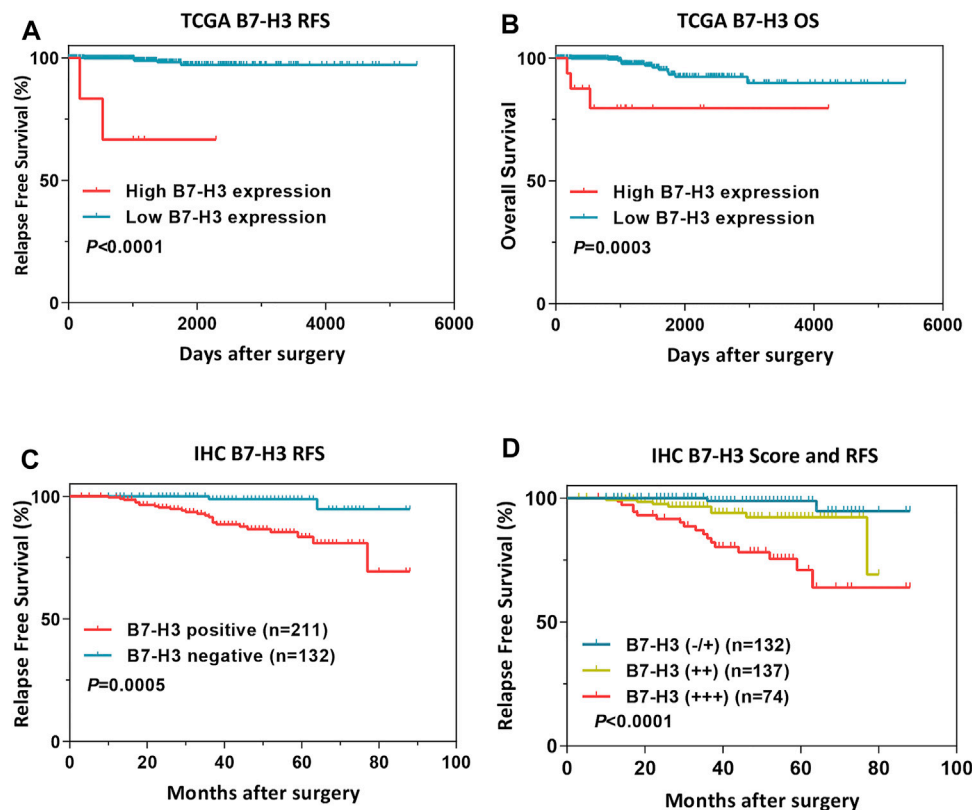 A
TCGA B7-H3 RFS
Relapse Free Survival (%)
100
50
0
High B7-H3 expression
Low B7-H3 expression
P<0.0001
0 2000 4000 6000
Days after surgery
B
TCGA B7-H3 OS
Overall Survival
100
50
0
High B7-H3 expression
Low B7-H3 expression
P=0.0003
0 2000 4000 6000
Days after surgery
C
IHC B7-H3 RFS
Relapse Free Survival (%)
100
50
0
B7-H3 positive (n=211)
B7-H3 negative (n=132)
P=0.0005
0 20 40 60 80 100
Months after surgery
D
IHC B7-H3 Score and RFS
Relapse Free Survival (%)
100
50
0
B7-H3 (-/+) (n=132)
B7-H3 (++) (n=137)
B7-H3 (+++) (n=74)
P<0.0001
0 20 40 60 80 100
Months after surgery